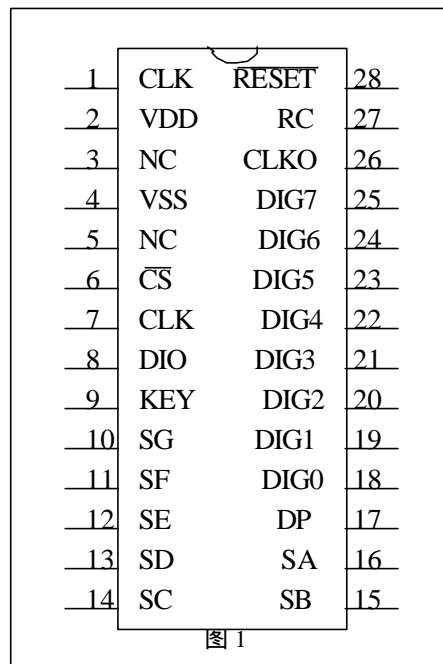 1 CLK R̅E̅S̅E̅T̅ 28
2 VDD RC 27
3 NC CLKO 26
4 VSS DIG7 25
5 NC DIG6 24
6 C̅S̅ DIG5 23
7 CLK DIG4 22
8 DIO DIG3 21
9 KEY DIG2 20
10 SG DIG1 19
11 SF DIG0 18
12 SE DP 17
13 SD SA 16
14 SC SB 15
图 1